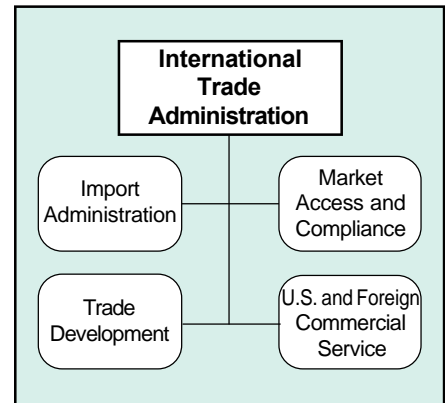 International
Trade
Administration
Import
Administration
Market
Access and
Compliance
Trade
Development
U.S. and Foreign
Commercial
Service